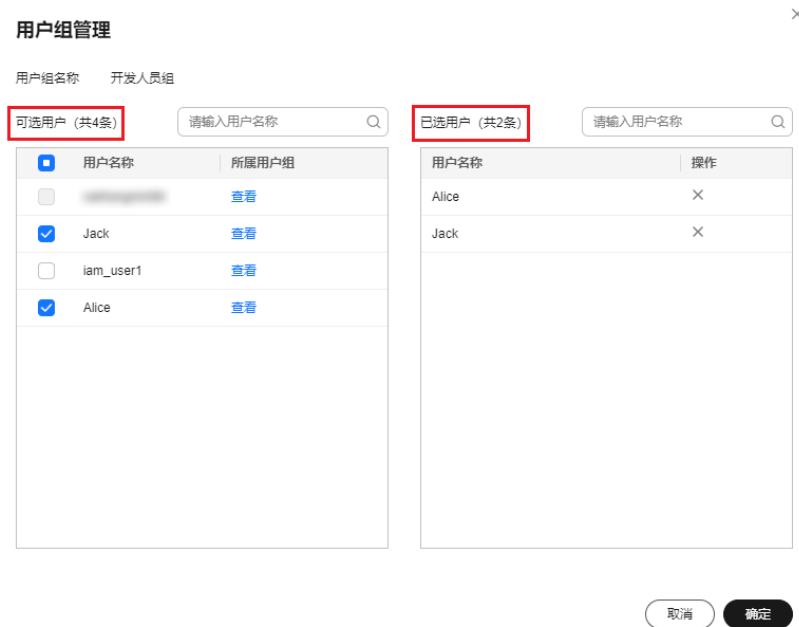 用户组管理
用户组名称 开发人员组
可选用户（共4条） 请输入用户名称
用户名称 所属用户组
查看
Jack 查看
iam_user1 查看
Alice 查看
已选用户（共2条） 请输入用户名称
用户名称 操作
Alice
Jack
取消 确定